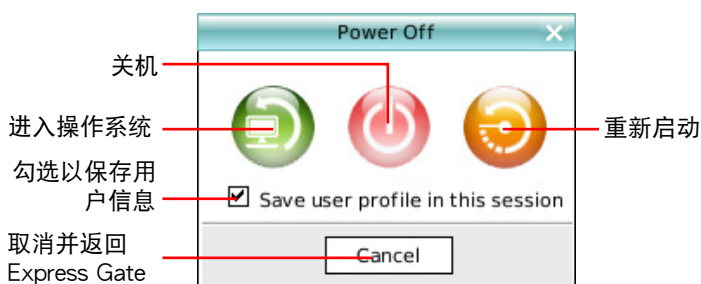 Power Off
关机
进入操作系统
重新启动
勾选以保存用
户信息
Save user profile in this session
取消并返回
Express Gate
Cancel